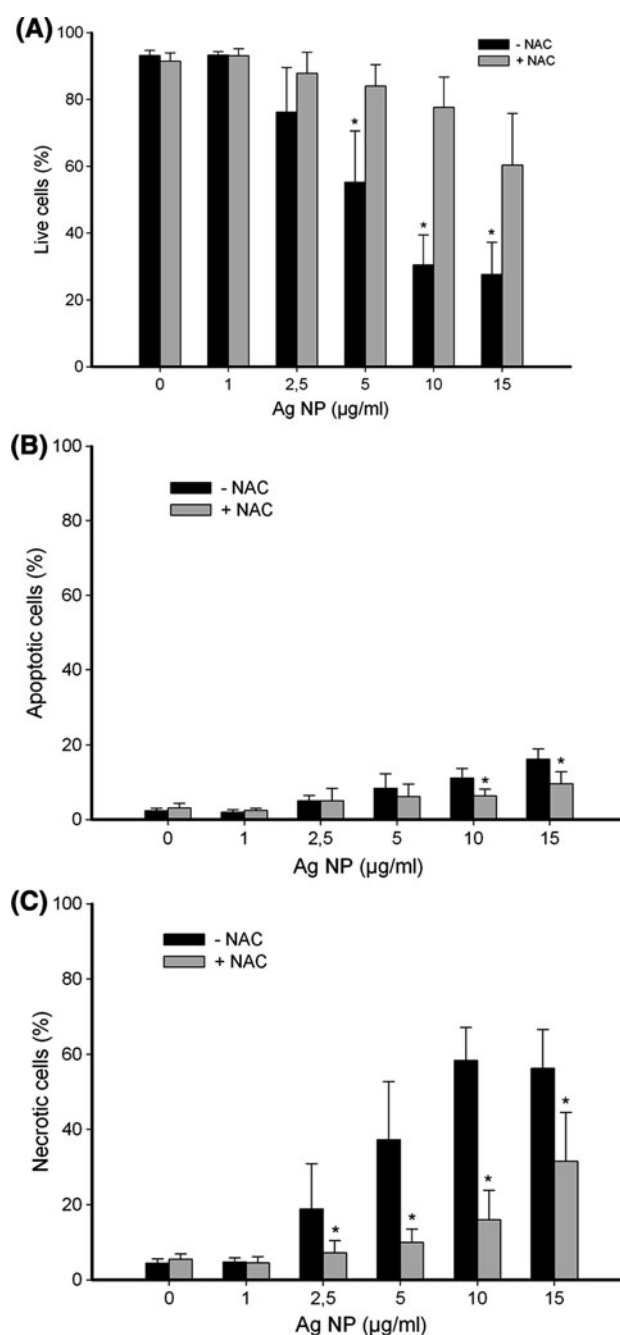 (A)
100
80
60
40
20
0
Live cells (%)
- NAC
+ NAC
*
*
*
0 1 2,5 5 10 15
Ag NP (µg/ml)
(B)
100
80
60
40
20
0
Apoptotic cells (%)
- NAC
+ NAC
*
*
0 1 2,5 5 10 15
Ag NP (µg/ml)
(C)
100
80
60
40
20
0
Necrotic cells (%)
- NAC
+ NAC
*
*
*
*
0 1 2,5 5 10 15
Ag NP (µg/ml)